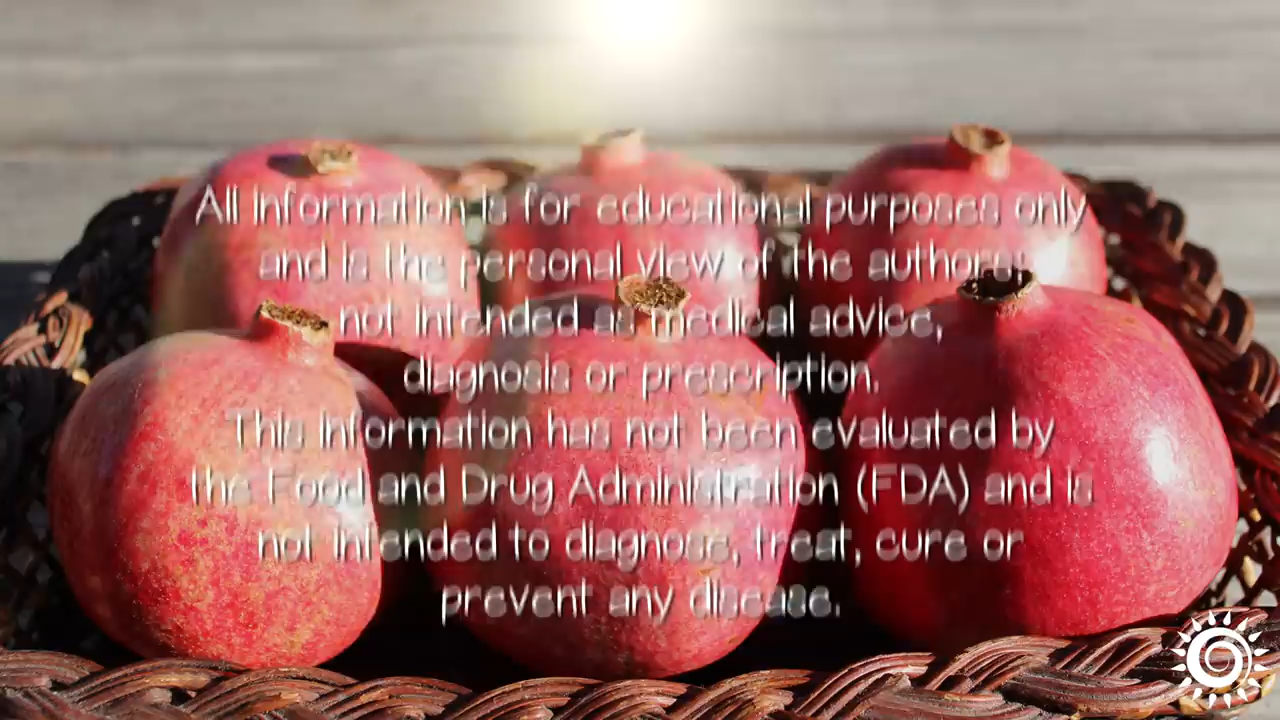 All information is for educational purposes only
and is the personal view of the authors;
not intended as medical advice,
diagnosis or prescription.
This information has not been evaluated by
the Food and Drug Administration (FDA) and is
not intended to diagnose, treat, cure or
prevent any disease.